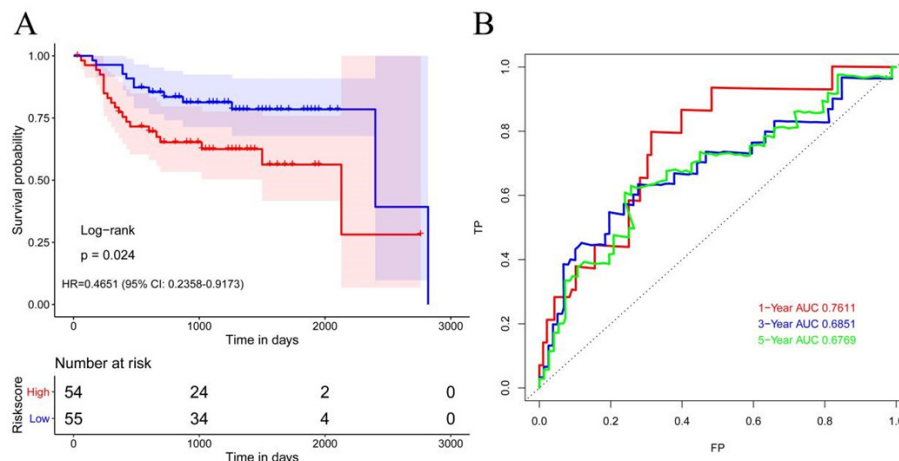 A
1.00
0.75
0.50
0.25
0.00
Survival probability
Log-rank
p = 0.024
HR=0.4651 (95% CI: 0.2358-0.9173)
0 1000 2000 3000
Time in days
Number at risk
Riskscore
High 54 24 2 0
Low 55 34 4 0
0 1000 2000 3000
Time in days
B
1.0
0.8
0.6
0.4
0.2
0.0
TP
1-Year AUC 0.7611
3-Year AUC 0.6851
5-Year AUC 0.6769
0.0 0.2 0.4 0.6 0.8 1.0
FP